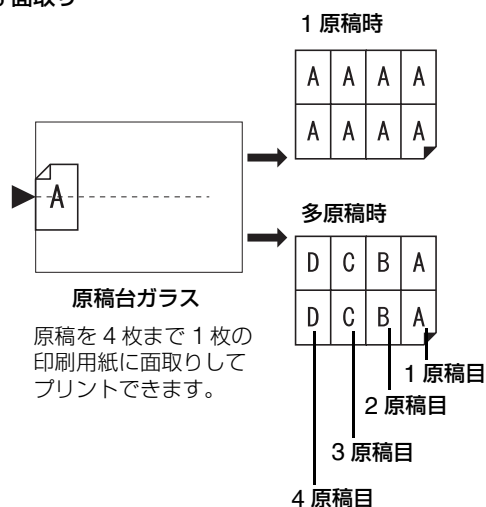 面取り
1 原稿時
A A A A
A A A A
A
原稿台ガラス
原稿を 4 枚まで 1 枚の
印刷用紙に面取りして
プリントできます。
多原稿時
D C B A
D C B A
1 原稿目
2 原稿目
3 原稿目
4 原稿目